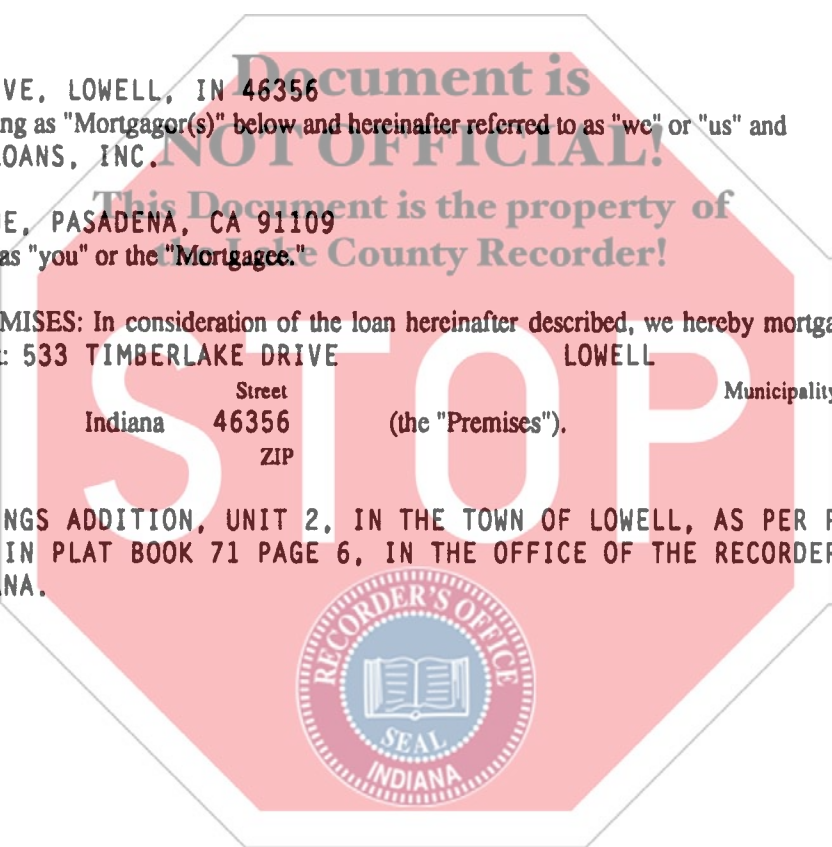 Document is
VE, LOWELL, IN 46356
ng as "Mortgagor(s)" below and hereinafter referred to as "we" or "us" and
NOT OFFICIAL!
LOANS, INC.
This Document is the property of
E, PASADENA, CA 91109
the Lake County Recorder!
as "you" or the "Mortgagee."
MISES: In consideration of the loan hereinafter described, we hereby mortga
: 533 TIMBERLAKE DRIVE LOWELL
Street Municipality
Indiana 46356 (the "Premises").
ZIP
STOP
NGS ADDITION, UNIT 2, IN THE TOWN OF LOWELL, AS PER
IN PLAT BOOK 71 PAGE 6, IN THE OFFICE OF THE RECORDER
NA.
RECORDER'S OFFICE
SEAL
INDIANA